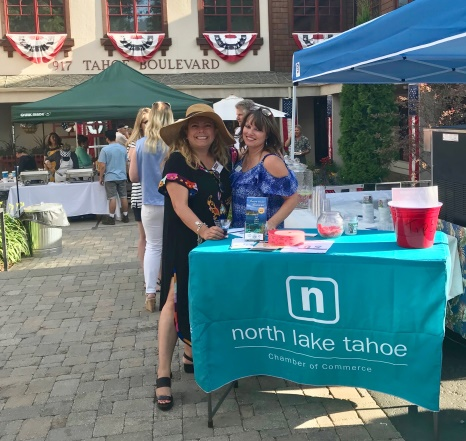 917 TAHOE BOULEVARD
n
north lake tahoe
Chamber of Commerce